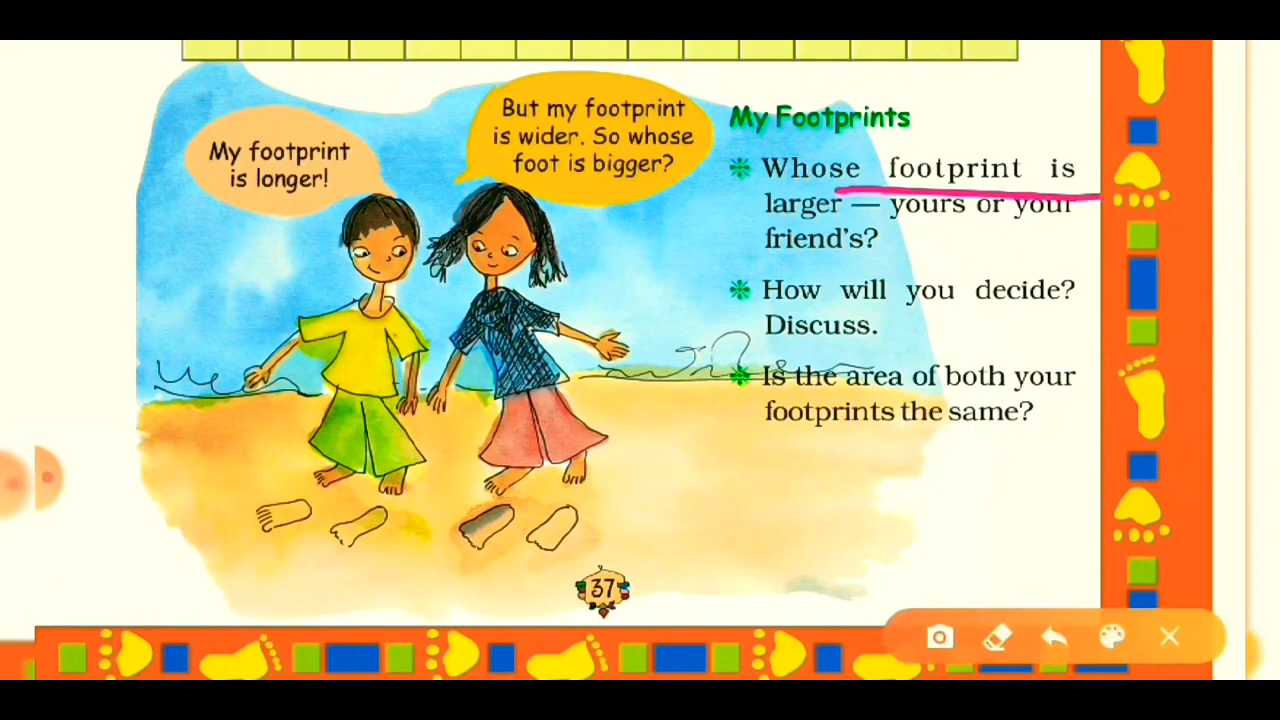 My footprint
is longer!
But my footprint
is wider. So whose
foot is bigger?
My Footprints
Whose footprint is
larger — yours or your
friend's?
How will you decide?
Discuss.
Is the area of both your
footprints the same?
37